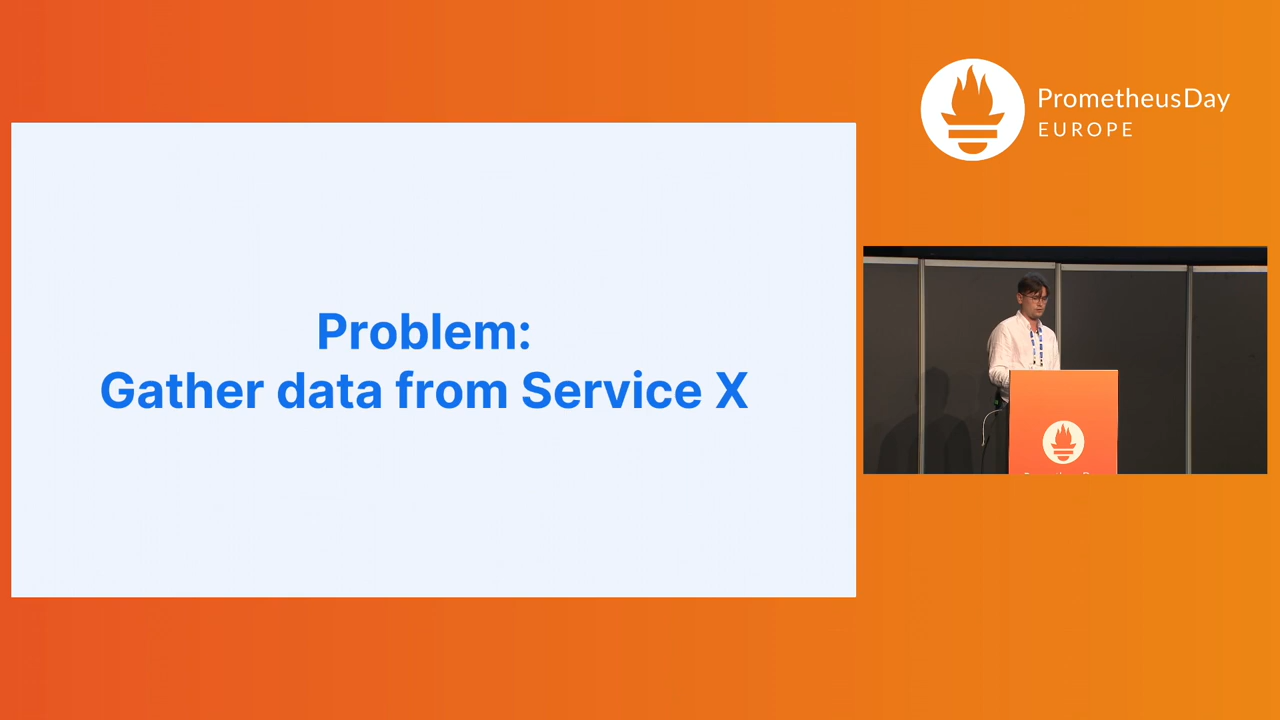 PrometheusDay
EUROPE
Problem:
Gather data from Service X